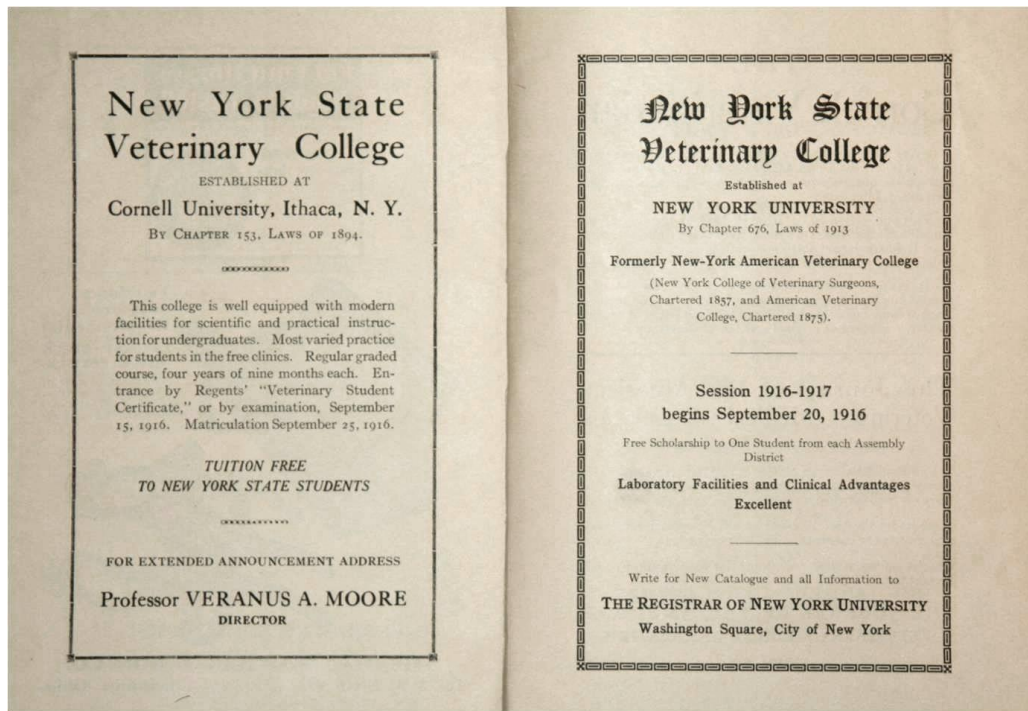 New York State
Veterinary College
ESTABLISHED AT
Cornell University, Ithaca, N. Y.
BY CHAPTER 153, LAWS OF 1894.
This college is well equipped with modern
facilities for scientific and practical instruc-
tion for undergraduates. Most varied practice
for students in the free clinics. Regular graded
course, four years of nine months each. En-
trance by Regents' "Veterinary Student
Certificate," or by examination, September
15, 1916. Matriculation September 25, 1916.
TUITION FREE
TO NEW YORK STATE STUDENTS
FOR EXTENDED ANNOUNCEMENT ADDRESS
Professor VERANUS A. MOORE
DIRECTOR
New York State
Veterinary College
Established at
NEW YORK UNIVERSITY
By Chapter 676, Laws of 1913
Formerly New-York American Veterinary College
(New York College of Veterinary Surgeons,
Chartered 1857, and American Veterinary
College, Chartered 1875).
Session 1916-1917
begins September 20, 1916
Free Scholarship to One Student from each Assembly
District
Laboratory Facilities and Clinical Advantages
Excellent
Write for New Catalogue and all Information to
THE REGISTRAR OF NEW YORK UNIVERSITY
Washington Square, City of New York